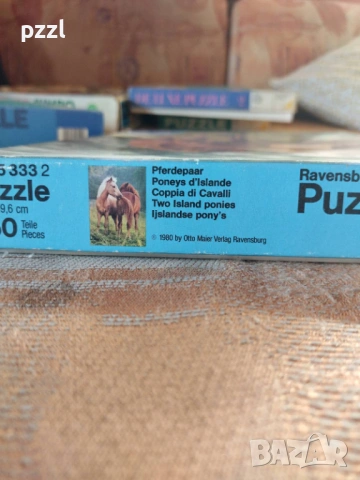 pzzl
5 333 2
zzle
9,6 cm
Teile
Pieces
Pferdepaar
Poneys d'Islande
Coppia di Cavalli
Two Island ponies
Ijslandse pony's
© 1980 by Otto Maier Verlag Ravensburg
Ravensb
Puz
BAZAR